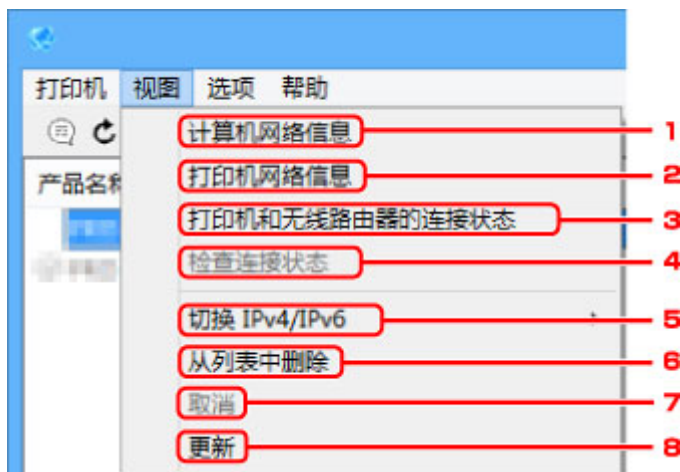 打印机 视图 选项 帮助
计算机网络信息 1
产品名称 打印机网络信息 2
打印机和无线路由器的连接状态 3
检查连接状态 4
切换 IPv4/IPv6 5
从列表中删除 6
取消 7
更新 8